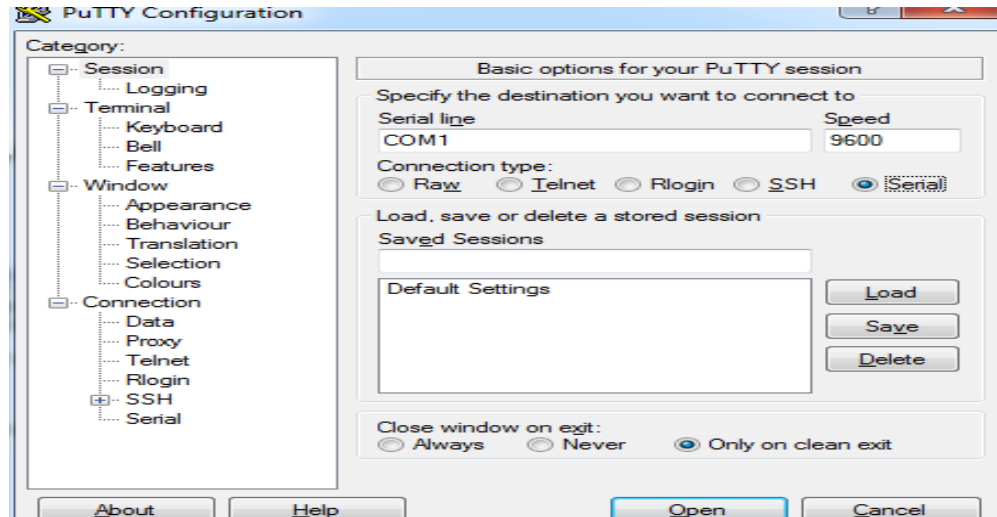 PuTTY Configuration
Category:
Session
Logging
Terminal
Keyboard
Bell
Features
Window
Appearance
Behaviour
Translation
Selection
Colours
Connection
Data
Proxy
Telnet
Rlogin
SSH
Serial
Basic options for your PuTTY session
Specify the destination you want to connect to
Serial line Speed
COM1 9600
Connection type:
Raw Telnet Rlogin SSH Serial
Load, save or delete a stored session
Saved Sessions
Default Settings
Load
Save
Delete
Close window on exit:
Always Never Only on clean exit
About Help Open Cancel